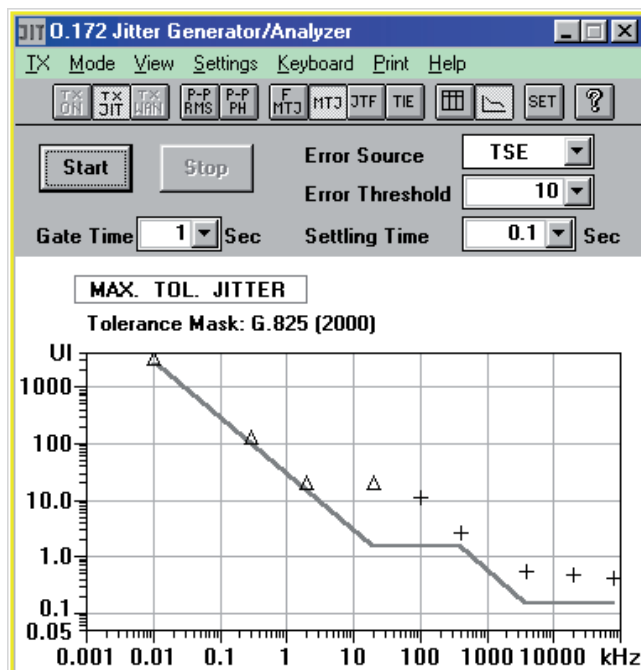 JIT O.172 Jitter Generator/Analyzer
TX Mode View Settings Keyboard Print Help
TX ON TX JIT TX WAN P-P RMS P-P PH F MTJ MTJ JTF TIE SET ?
Start Stop Error Source TSE
Error Threshold 10
Gate Time 1 Sec Settling Time 0.1 Sec
MAX. TOL. JITTER
Tolerance Mask: G.825 (2000)
UI
1000
100
10.0
1.0
0.1
0.05
0.001 0.01 0.1 1 10 100 1000 10000 kHz